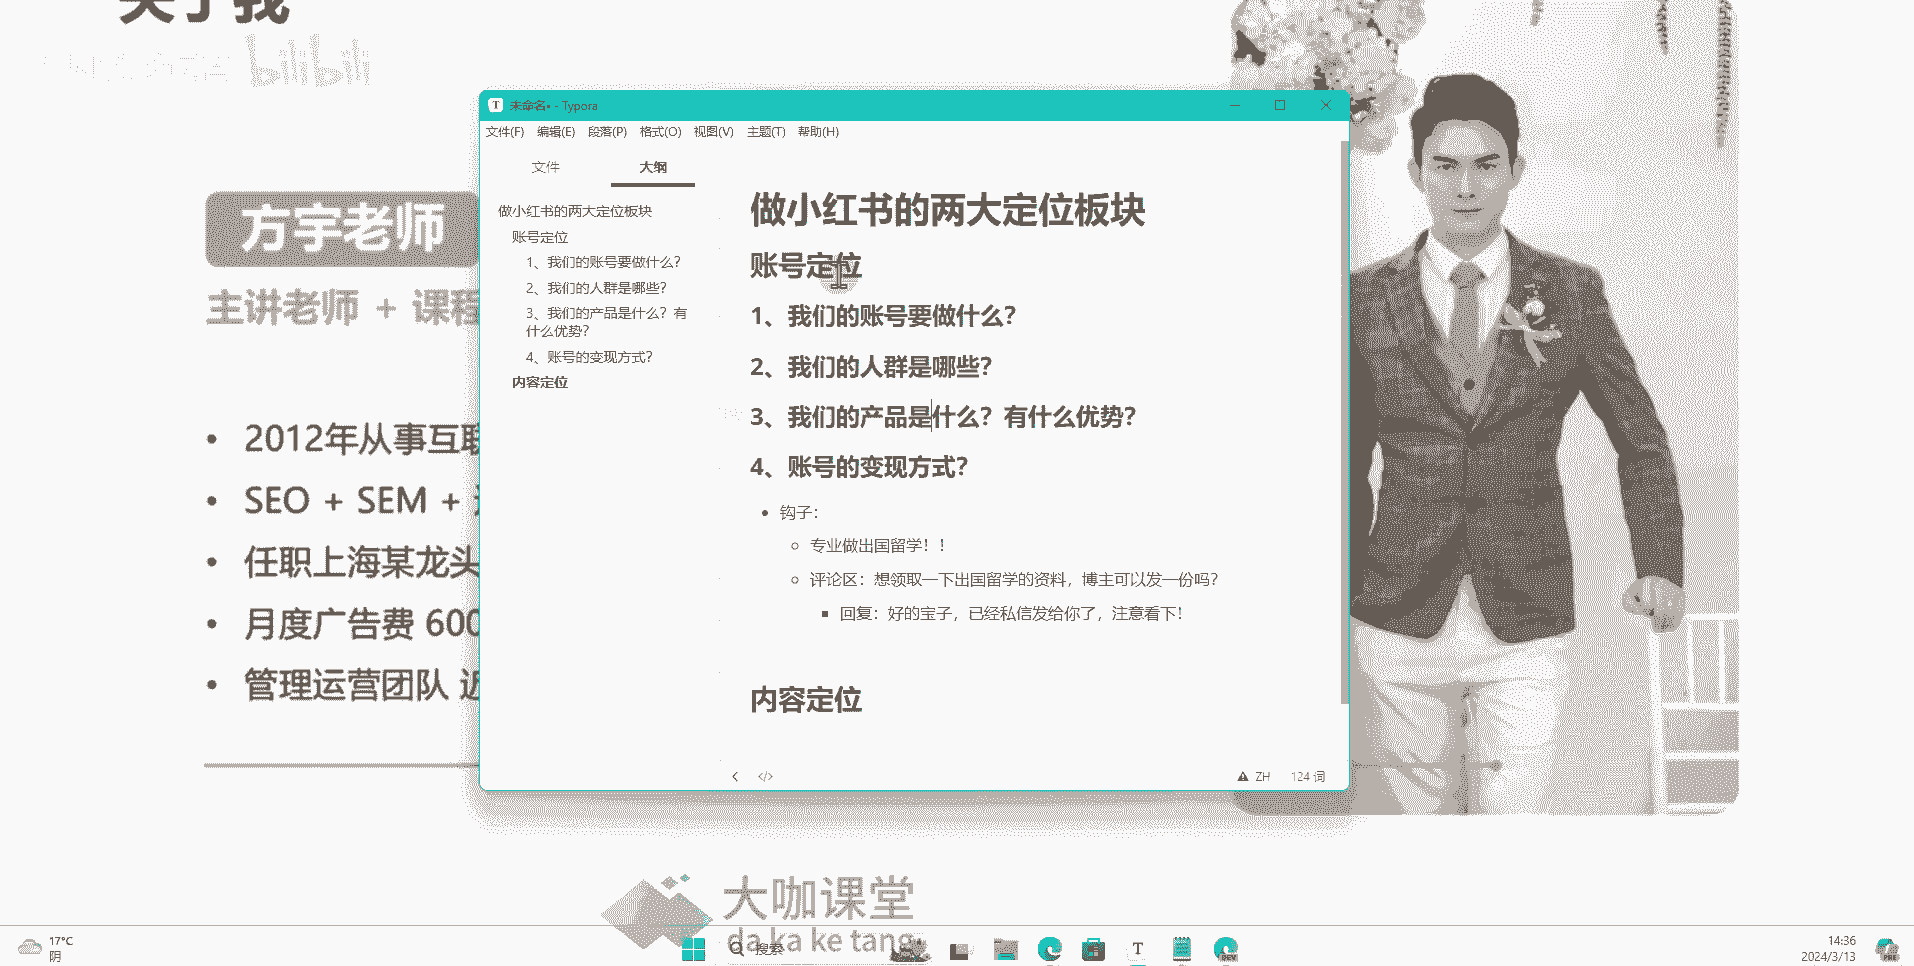 关于我
bilibili
未命名• - Typora
文件(F) 编辑(E) 段落(P) 格式(O) 视图(V) 主题(T) 帮助(H)
文件 大纲
做小红书的两大定位板块
账号定位
1、我们的账号要做什么？
2、我们的人群是哪些？
3、我们的产品是什么？有
什么优势？
4、账号的变现方式？
内容定位
做小红书的两大定位板块
账号定位
1、我们的账号要做什么？
2、我们的人群是哪些？
3、我们的产品是什么？有什么优势？
4、账号的变现方式？
钩子：
专业做出国留学！！
评论区：想领取一下出国留学的资料，博主可以发一份吗？
回复：好的宝子，已经私信发给你了，注意看下！
内容定位
ZH 124 词
方宇老师
主讲老师 + 课程
2012年从事互联
SEO + SEM +
任职上海某龙头
月度广告费 600
管理运营团队 近
大咖课堂
da ka ke tang
17°C
阴
搜索
14:36
2024/3/13